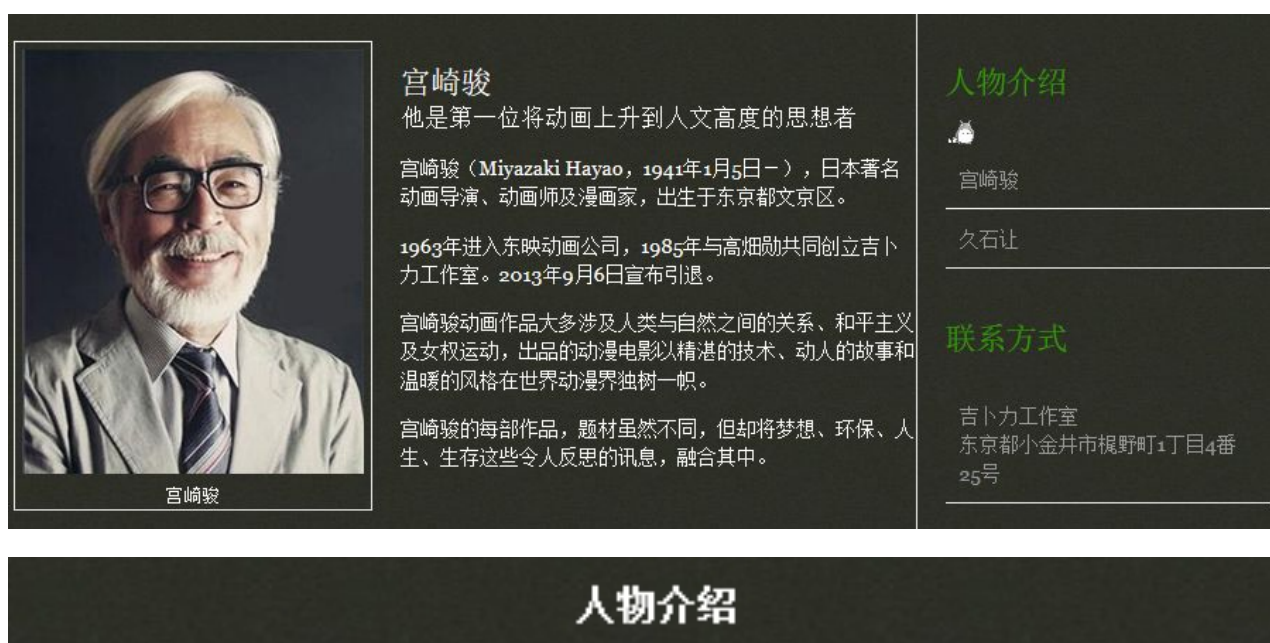 宫崎骏
他是第一位将动画上升到人文高度的思想者
宫崎骏（Miyazaki Hayao，1941年1月5日－），日本著名
动画导演、动画师及漫画家，出生于东京都文京区。
1963年进入东映动画公司，1985年与高畑勋共同创立吉卜
力工作室。2013年9月6日宣布引退。
宫崎骏动画作品大多涉及人类与自然之间的关系、和平主义
及女权运动，出品的动漫电影以精湛的技术、动人的故事和
温暖的风格在世界动漫界独树一帜。
宫崎骏的每部作品，题材虽然不同，但却将梦想、环保、人
生、生存这些令人反思的讯息，融合其中。
宫崎骏
人物介绍
宫崎骏
久石让
联系方式
吉卜力工作室
东京都小金井市梶野町1丁目4番
25号
人物介绍